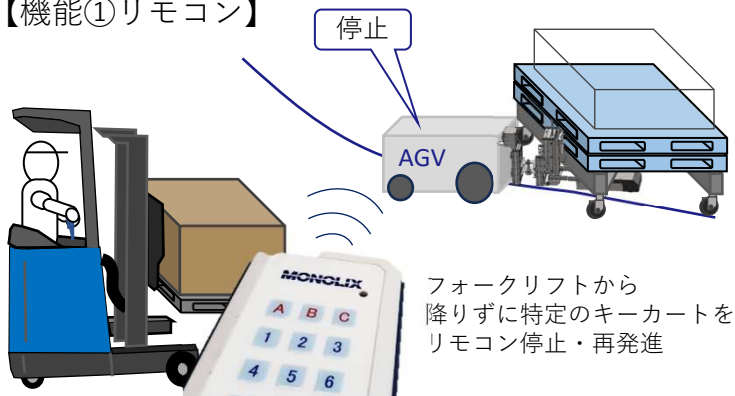 【機能①リモコン】
停止
AGV
MONOLIX
A B C
1 2 3
4 5 6
フォークリフトから
降りずに特定のキーカートを
リモコン停止・再発進